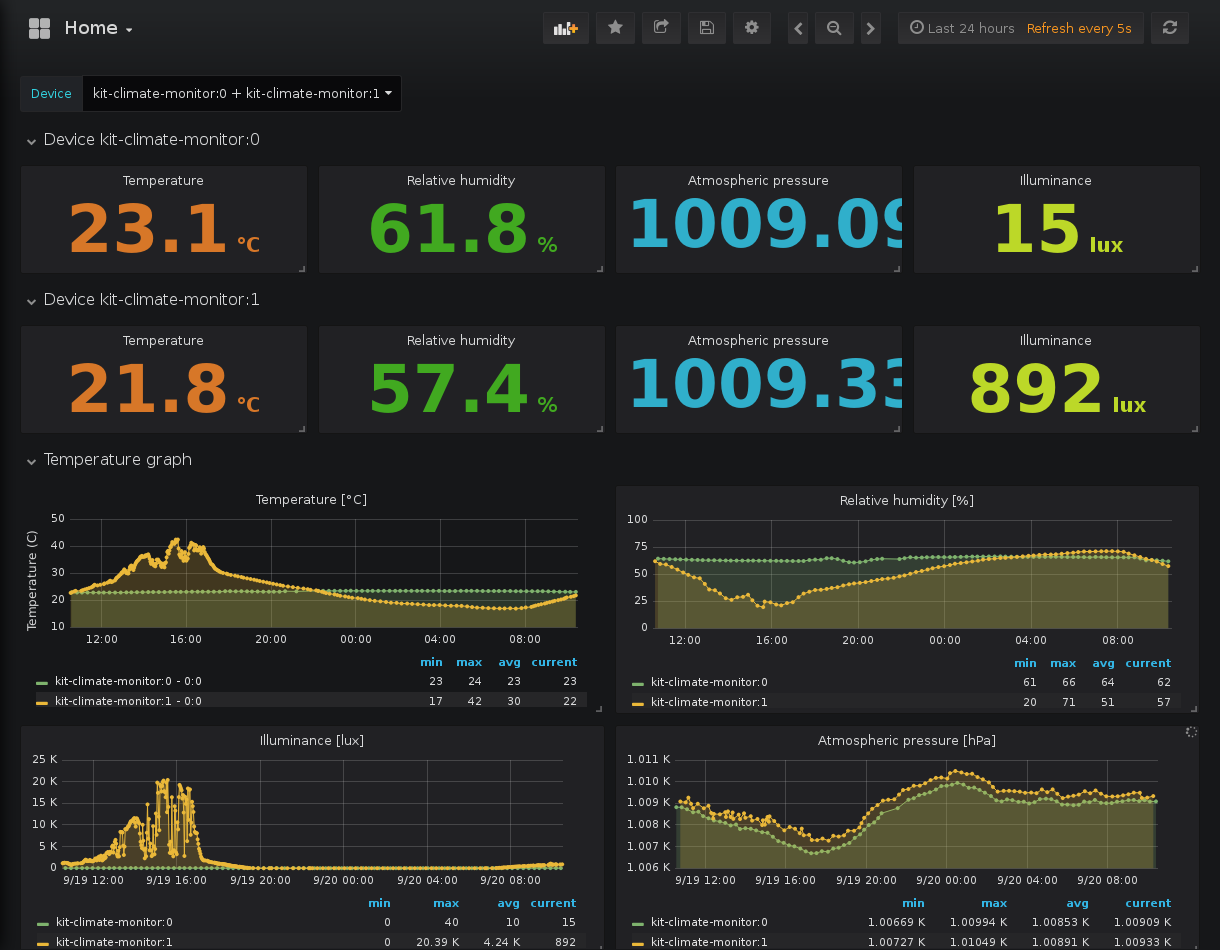 Home
Last 24 hours Refresh every 5s
Device kit-climate-monitor:0 + kit-climate-monitor:1
Device kit-climate-monitor:0
Temperature Relative humidity Atmospheric pressure Illuminance
23.1 °C 61.8 % 1009.09 15 lux
Device kit-climate-monitor:1
Temperature Relative humidity Atmospheric pressure Illuminance
21.8 °C 57.4 % 1009.33 892 lux
Temperature graph
Temperature [°C]
Temperature (C)
50
40
30
20
10
12:00 16:00 20:00 00:00 04:00 08:00
min max avg current
kit-climate-monitor:0 - 0:0 23 24 23 23
kit-climate-monitor:1 - 0:0 17 42 30 22
Relative humidity [%]
100
75
50
25
0
12:00 16:00 20:00 00:00 04:00 08:00
min max avg current
kit-climate-monitor:0 61 66 64 62
kit-climate-monitor:1 20 71 51 57
Illuminance [lux]
25 K
20 K
15 K
10 K
5 K
0
9/19 12:00 9/19 16:00 9/19 20:00 9/20 00:00 9/20 04:00 9/20 08:00
min max avg current
kit-climate-monitor:0 0 40 10 15
kit-climate-monitor:1 0 20.39 K 4.24 K 892
Atmospheric pressure [hPa]
1.011 K
1.010 K
1.009 K
1.008 K
1.007 K
1.006 K
9/19 12:00 9/19 16:00 9/19 20:00 9/20 00:00 9/20 04:00 9/20 08:00
min max avg current
kit-climate-monitor:0 1.00669 K 1.00994 K 1.00853 K 1.00909 K
kit-climate-monitor:1 1.00727 K 1.01049 K 1.00891 K 1.00933 K